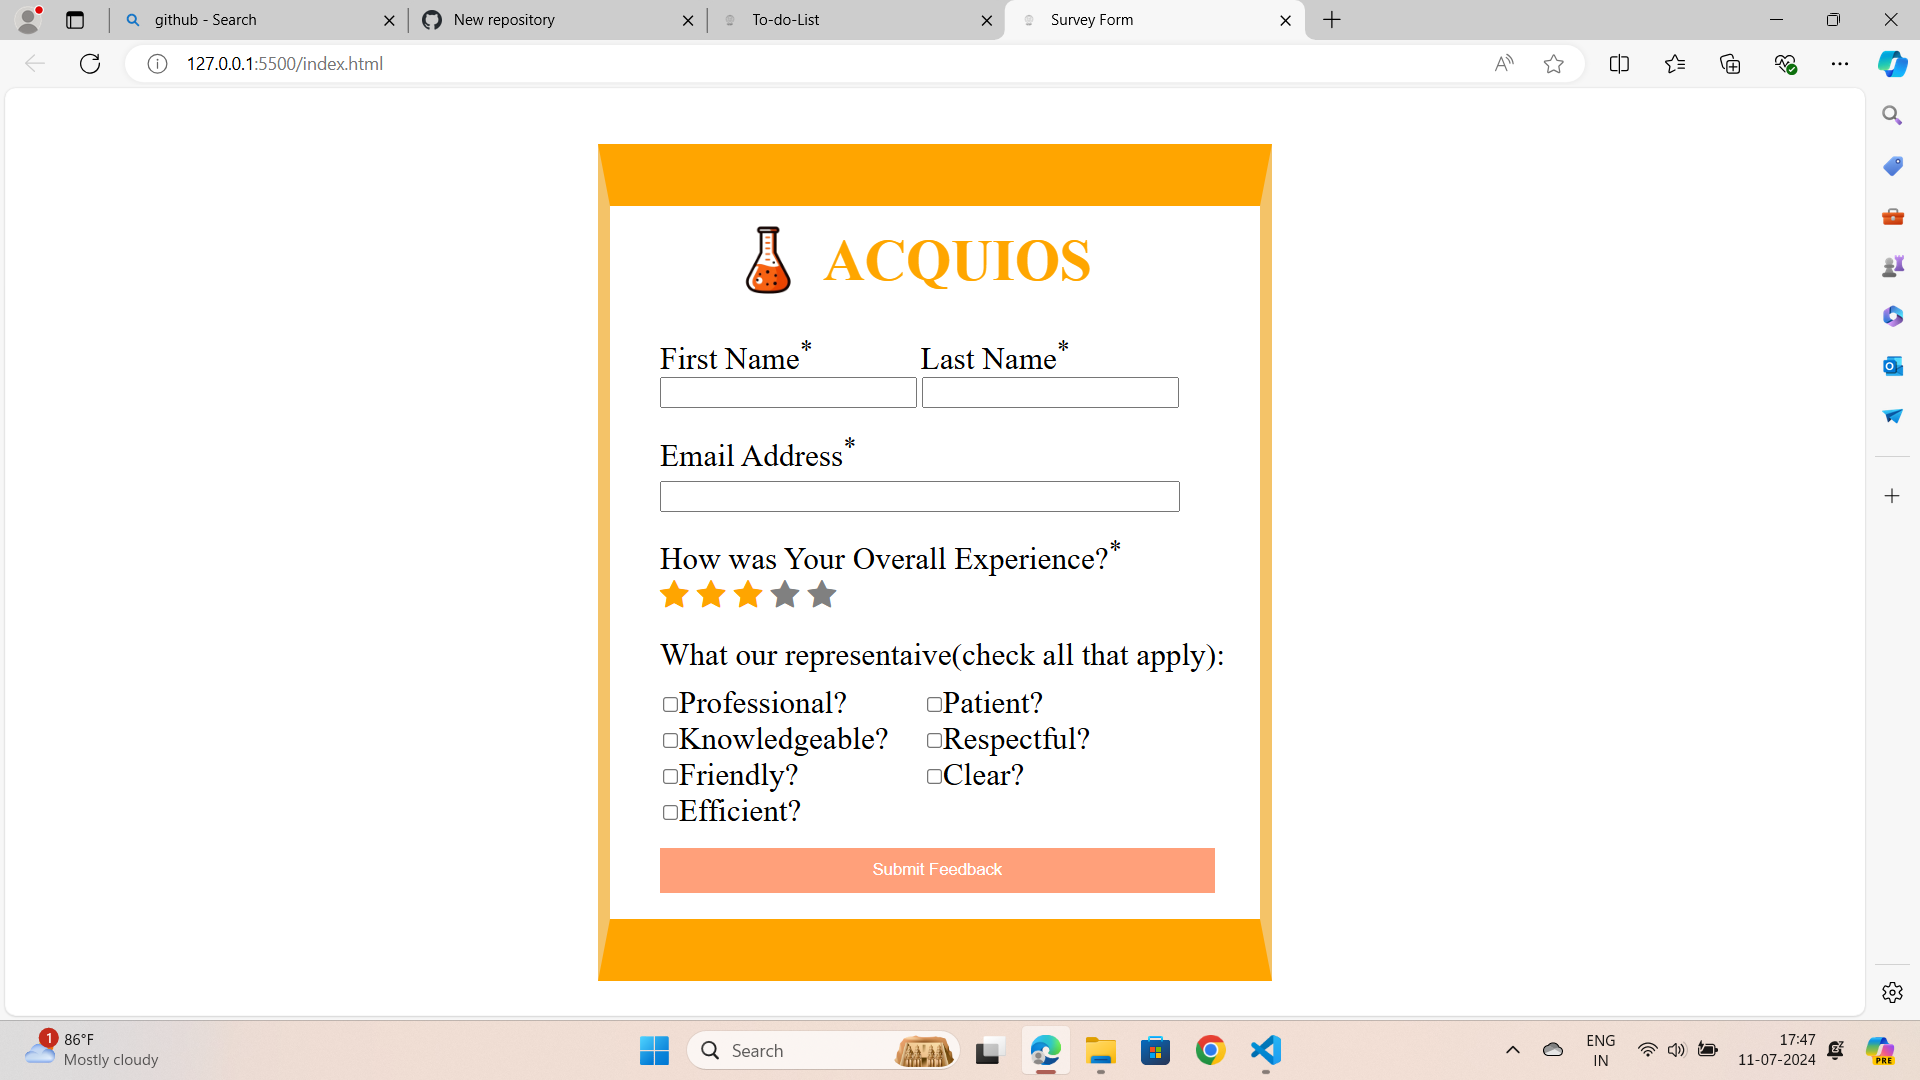 github - Search
New repository
To-do-List
Survey Form
127.0.0.1:5500/index.html
ACQUIOS
First Name* Last Name*
Email Address*
How was Your Overall Experience?*
What our representaive(check all that apply):
Professional? Patient?
Knowledgeable? Respectful?
Friendly? Clear?
Efficient?
Submit Feedback
1
86°F
Mostly cloudy
Search
ENG
IN
17:47
11-07-2024
PRE